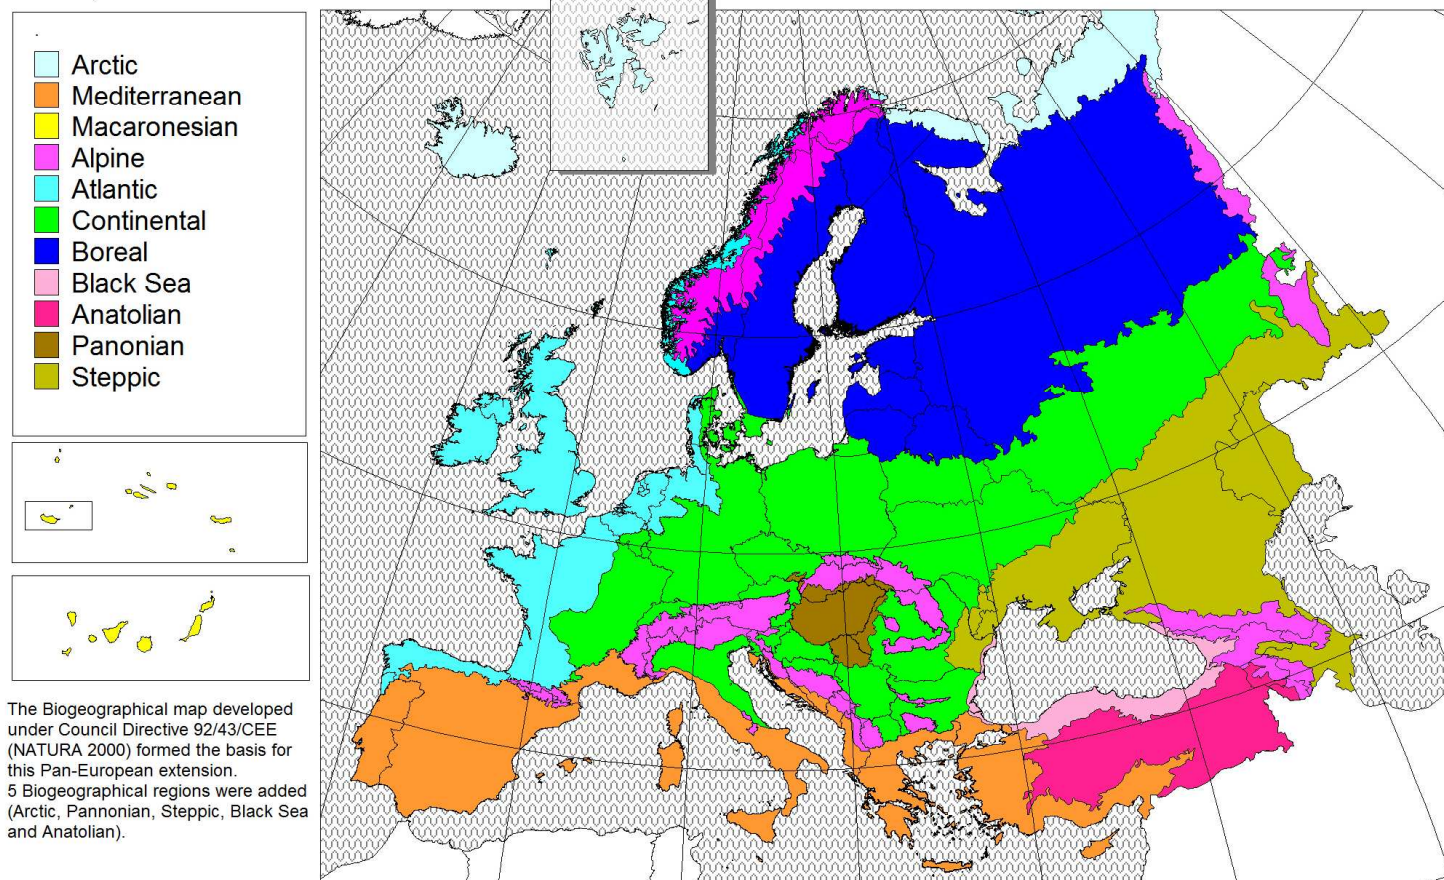 Arctic
Mediterranean
Macaronesian
Alpine
Atlantic
Continental
Boreal
Black Sea
Anatolian
Panonian
Steppic
The Biogeographical map developed
under Council Directive 92/43/CEE
(NATURA 2000) formed the basis for
this Pan-European extension.
5 Biogeographical regions were added
(Arctic, Pannonian, Steppic, Black Sea
and Anatolian).